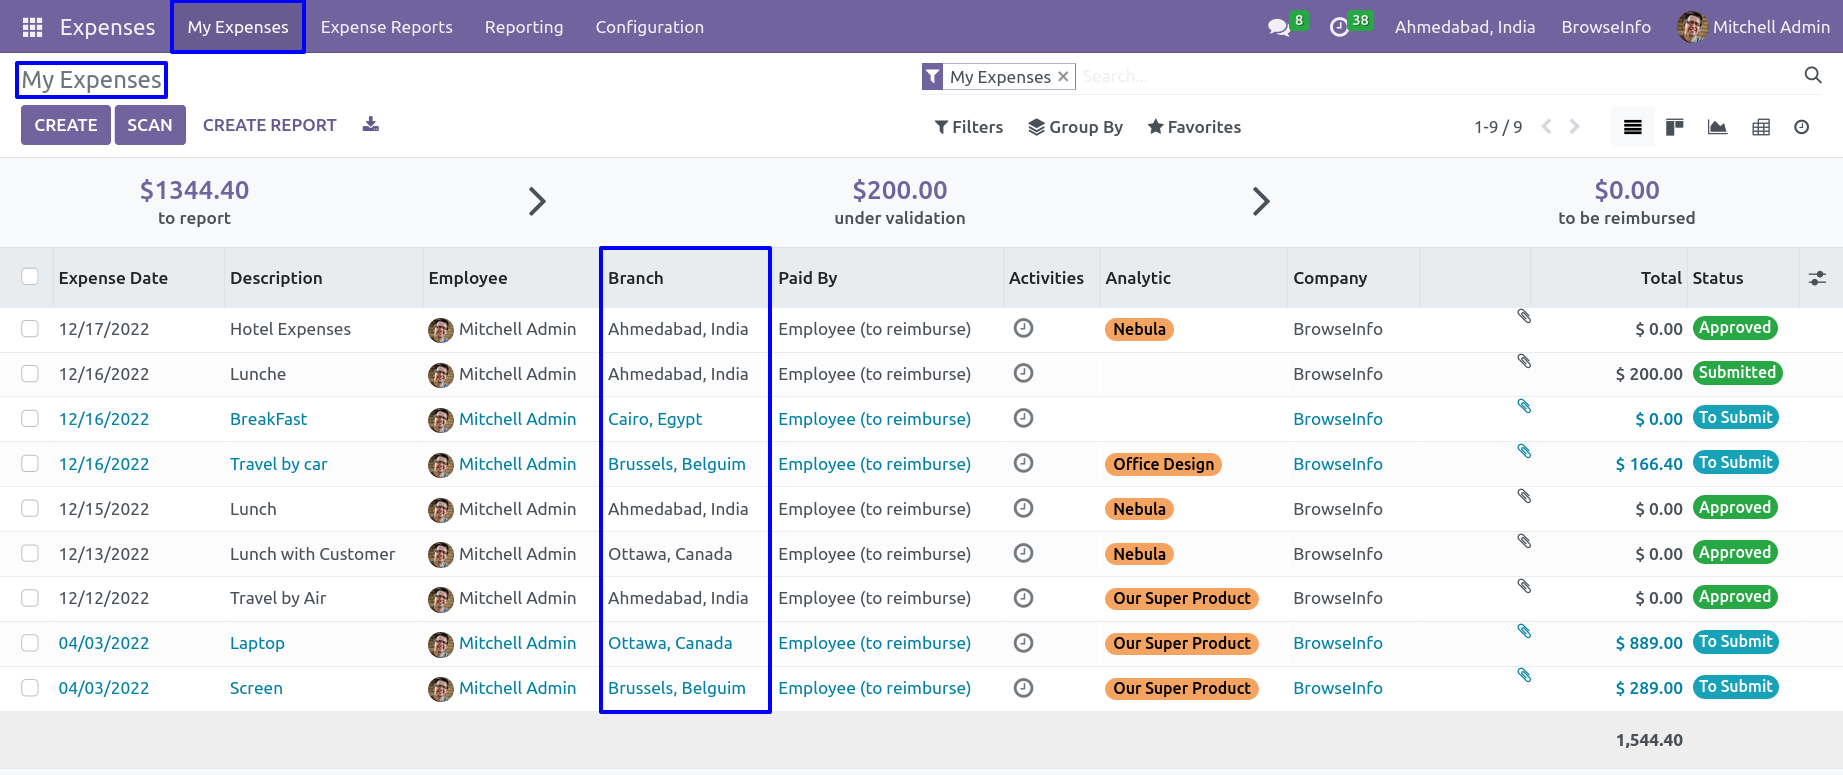 Expenses My Expenses Expense Reports Reporting Configuration 8 38 Ahmedabad, India BrowseInfo Mitchell Admin
My Expenses
My Expenses × Search...
CREATE SCAN CREATE REPORT
Filters Group By Favorites 1-9 / 9
$1344.40 $200.00 $0.00
to report under validation to be reimbursed
Expense Date Description Employee Branch Paid By Activities Analytic Company Total Status
12/17/2022 Hotel Expenses Mitchell Admin Ahmedabad, India Employee (to reimburse) Nebula BrowseInfo $ 0.00 Approved
12/16/2022 Lunche Mitchell Admin Ahmedabad, India Employee (to reimburse) BrowseInfo $ 200.00 Submitted
12/16/2022 BreakFast Mitchell Admin Cairo, Egypt Employee (to reimburse) BrowseInfo $ 0.00 To Submit
12/16/2022 Travel by car Mitchell Admin Brussels, Belguim Employee (to reimburse) Office Design BrowseInfo $ 166.40 To Submit
12/15/2022 Lunch Mitchell Admin Ahmedabad, India Employee (to reimburse) Nebula BrowseInfo $ 0.00 Approved
12/13/2022 Lunch with Customer Mitchell Admin Ottawa, Canada Employee (to reimburse) Nebula BrowseInfo $ 0.00 Approved
12/12/2022 Travel by Air Mitchell Admin Ahmedabad, India Employee (to reimburse) Our Super Product BrowseInfo $ 0.00 Approved
04/03/2022 Laptop Mitchell Admin Ottawa, Canada Employee (to reimburse) Our Super Product BrowseInfo $ 889.00 To Submit
04/03/2022 Screen Mitchell Admin Brussels, Belguim Employee (to reimburse) Our Super Product BrowseInfo $ 289.00 To Submit
1,544.40